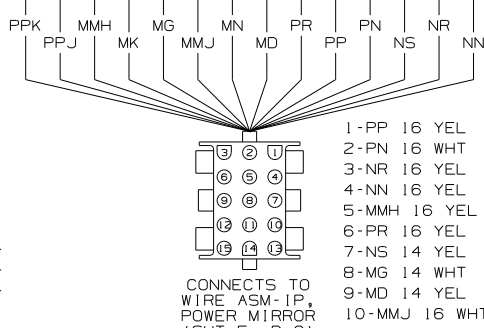 PPK MMH MG MN PR PN NR
PPJ MK MMJ MD PP NS NN
3 2 1
6 5 4
9 8 7
12 11 10
15 14 13
1-PP 16 YEL
2-PN 16 WHT
3-NR 16 YEL
4-NN 16 YEL
5-MMH 16 YEL
6-PR 16 YEL
7-NS 14 YEL
8-MG 14 WHT
9-MD 14 YEL
10-MMJ 16 WHT
CONNECTS TO
WIRE ASM-IP,
POWER MIRROR